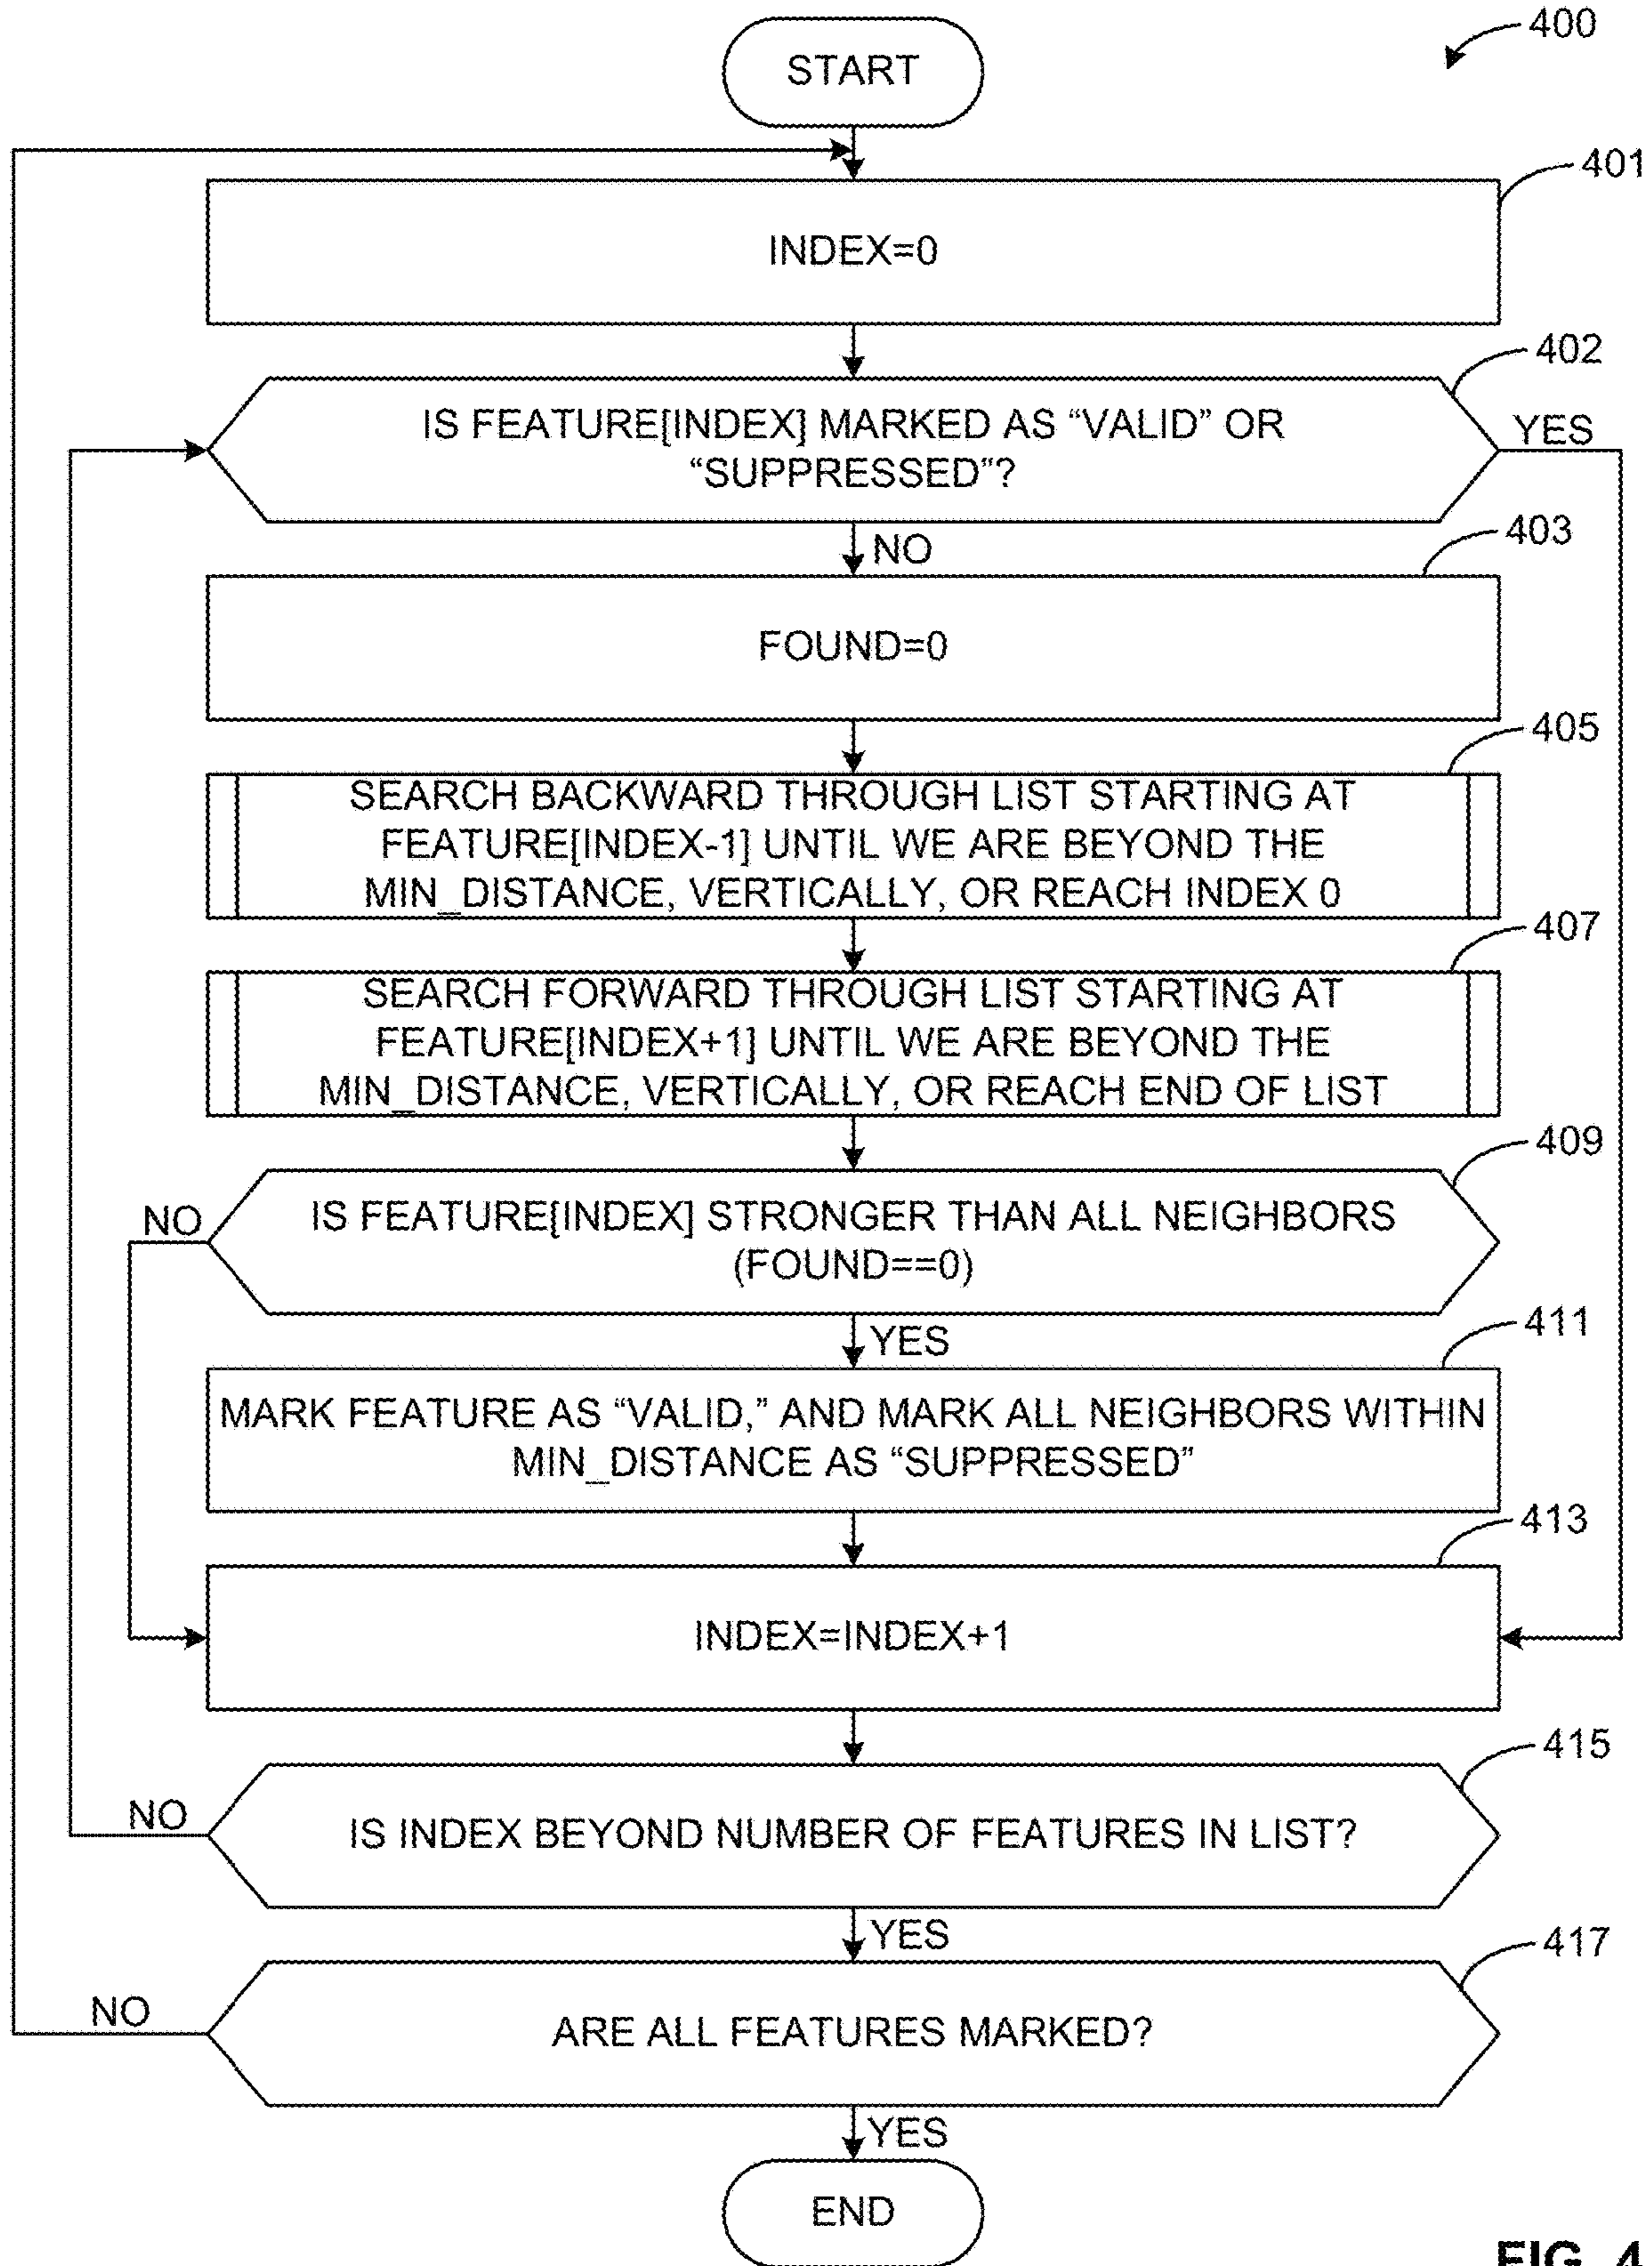 400
START
401
INDEX=0
402
IS FEATURE[INDEX] MARKED AS “VALID” OR
“SUPPRESSED”?
YES
NO
403
FOUND=0
405
SEARCH BACKWARD THROUGH LIST STARTING AT
FEATURE[INDEX-1] UNTIL WE ARE BEYOND THE
MIN_DISTANCE, VERTICALLY, OR REACH INDEX 0
407
SEARCH FORWARD THROUGH LIST STARTING AT
FEATURE[INDEX+1] UNTIL WE ARE BEYOND THE
MIN_DISTANCE, VERTICALLY, OR REACH END OF LIST
409
NO
IS FEATURE[INDEX] STRONGER THAN ALL NEIGHBORS
(FOUND==0)
YES
411
MARK FEATURE AS “VALID,” AND MARK ALL NEIGHBORS WITHIN
MIN_DISTANCE AS “SUPPRESSED”
413
INDEX=INDEX+1
415
NO
IS INDEX BEYOND NUMBER OF FEATURES IN LIST?
YES
417
NO
ARE ALL FEATURES MARKED?
YES
END
FIG. 4